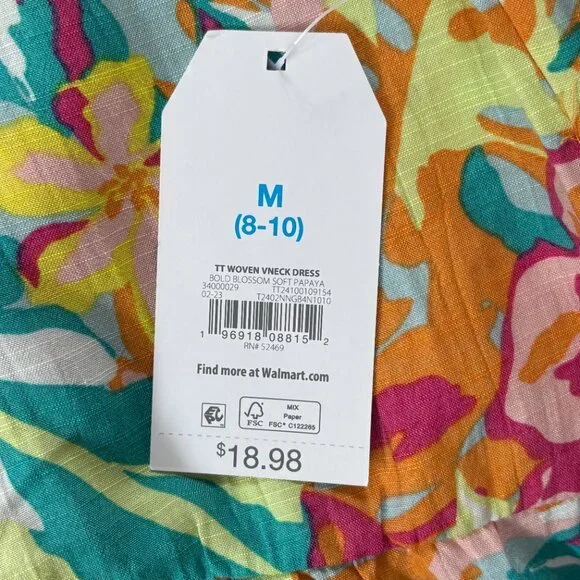 M
(8-10)
TT WOVEN VNECK DRESS
BOLD BLOSSOM SOFT PAPAYA
34000029 TT24100109154
02-23 T2402NNGB4N1010
1 96918 08815 2
RN# 52469
Find more at Walmart.com
FSC
MIX
Paper
FSC® C122265
$18.98